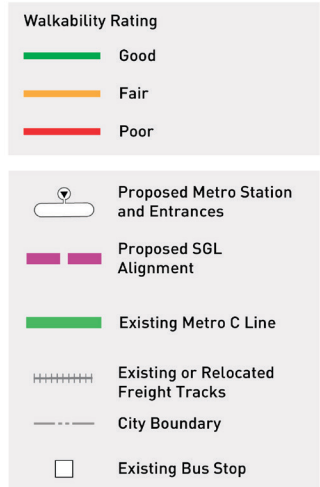 Walkability Rating
Good
Fair
Poor
Proposed Metro Station
and Entrances
Proposed SGL
Alignment
Existing Metro C Line
Existing or Relocated
Freight Tracks
City Boundary
Existing Bus Stop